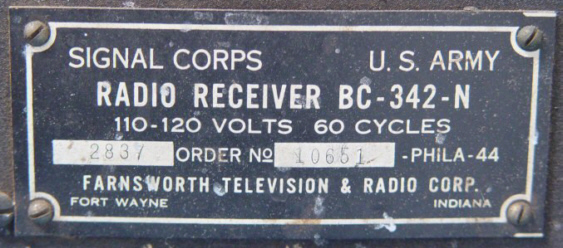 SIGNAL CORPS U. S. ARMY
RADIO RECEIVER BC-342-N
110-120 VOLTS 60 CYCLES
2837 ORDER No 10651 -PHILA-44
FARNSWORTH TELEVISION & RADIO CORP.
FORT WAYNE INDIANA